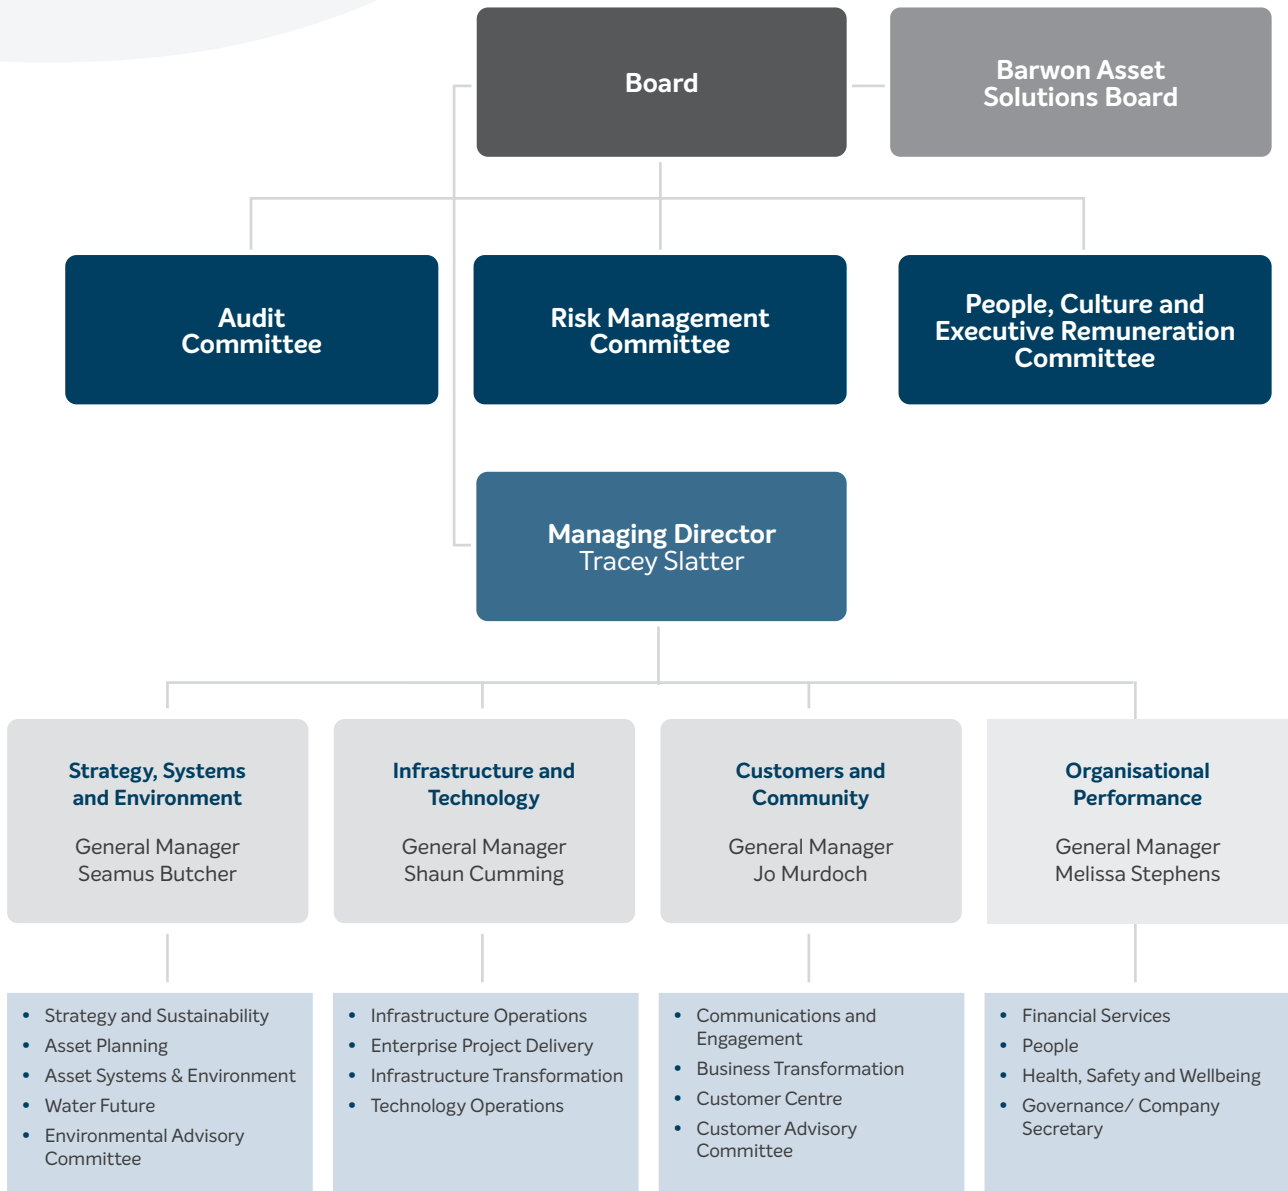 Board
Barwon Asset
Solutions Board
Audit
Committee
Risk Management
Committee
People, Culture and
Executive Remuneration
Committee
Managing Director
Tracey Slatter
Strategy, Systems
and Environment
General Manager
Seamus Butcher
Infrastructure and
Technology
General Manager
Shaun Cumming
Customers and
Community
General Manager
Jo Murdoch
Organisational
Performance
General Manager
Melissa Stephens
• Strategy and Sustainability
• Asset Planning
• Asset Systems & Environment
• Water Future
• Environmental Advisory
Committee
• Infrastructure Operations
• Enterprise Project Delivery
• Infrastructure Transformation
• Technology Operations
• Communications and
Engagement
• Business Transformation
• Customer Centre
• Customer Advisory
Committee
• Financial Services
• People
• Health, Safety and Wellbeing
• Governance/ Company
Secretary